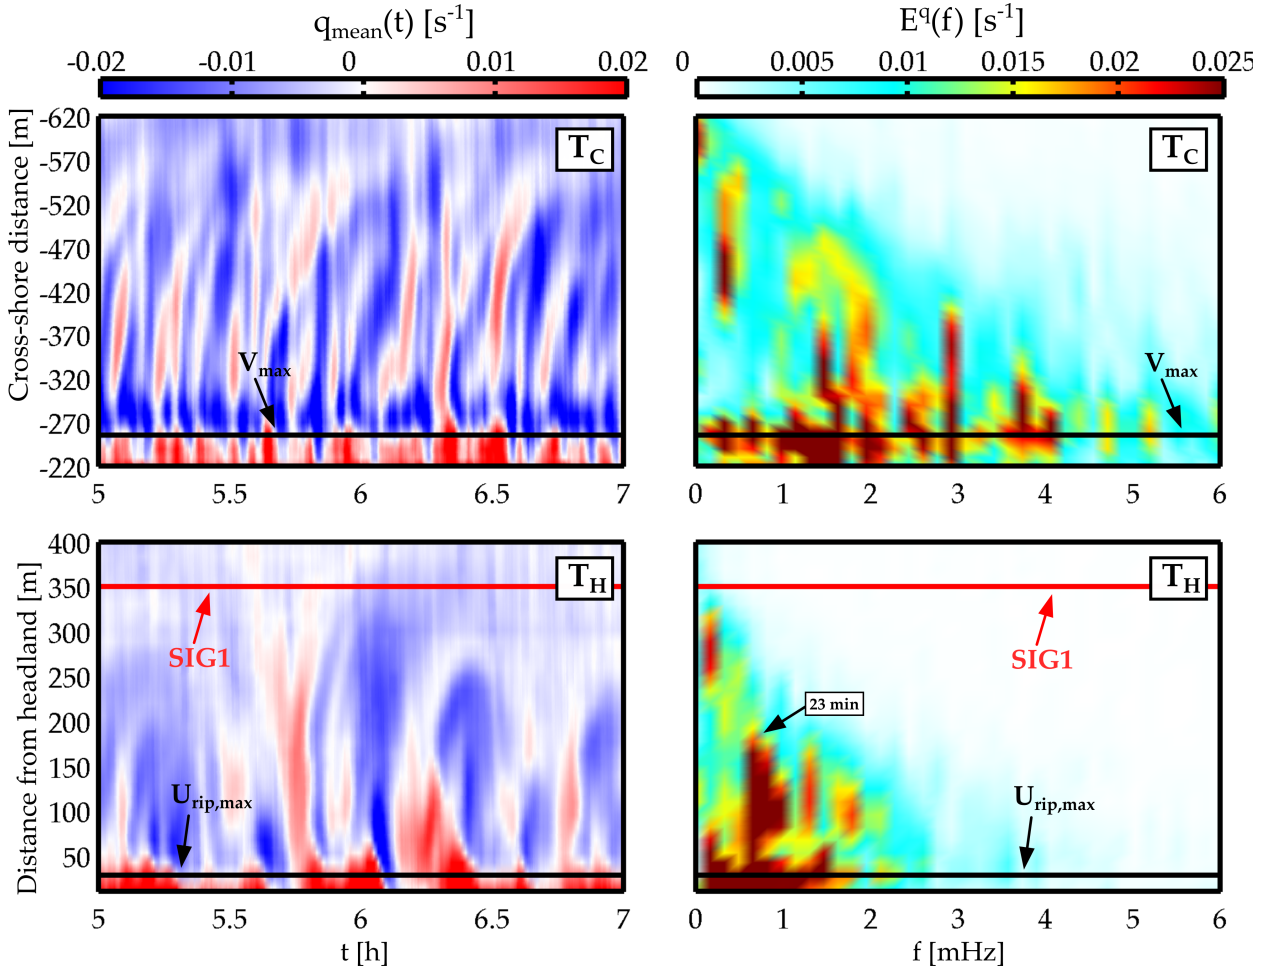 q_mean(t) [s^-1]
-0.02 -0.01 0 0.01 0.02
E^q(f) [s^-1]
0 0.005 0.01 0.015 0.02 0.025
Cross-shore distance [m]
-620
-570
-520
-470
-420
-370
-320
-270
-220
T_C
V_max
5 5.5 6 6.5 7
T_C
V_max
0 1 2 3 4 5 6
Distance from headland [m]
400
350
300
250
200
150
100
50
T_H
SIG1
U_rip,max
5 5.5 6 6.5 7
t [h]
T_H
SIG1
23 min
U_rip,max
0 1 2 3 4 5 6
f [mHz]